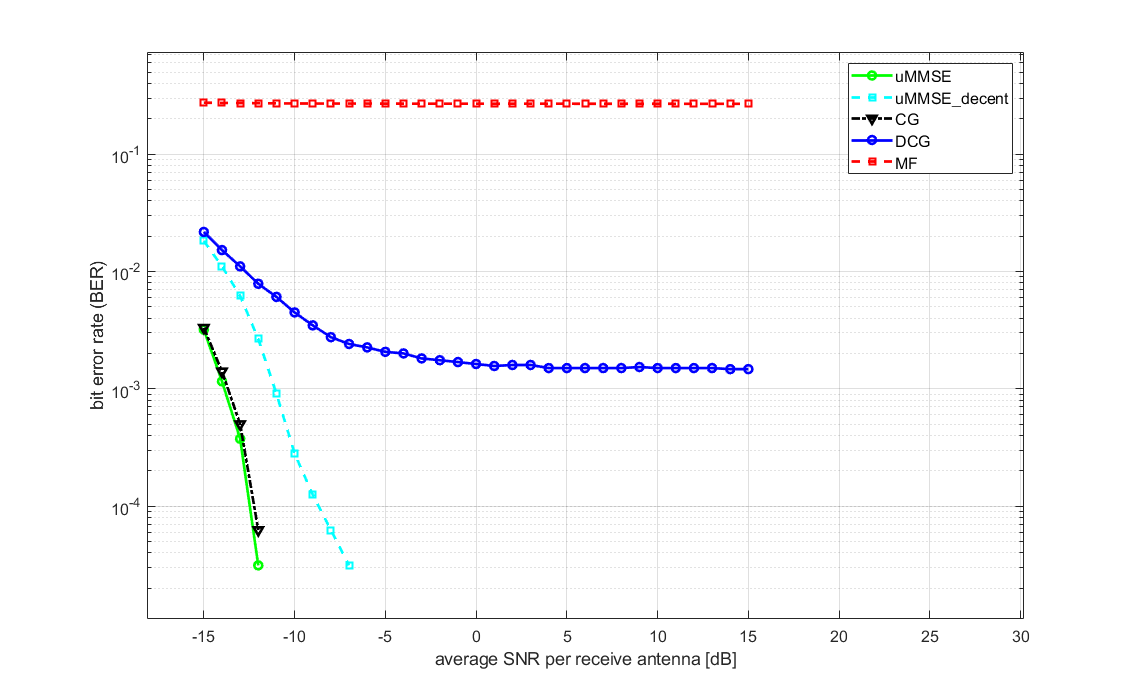 uMMSE
uMMSE_decent
CG
DCG
MF
10-1
10-2
10-3
10-4
bit error rate (BER)
-15 -10 -5 0 5 10 15 20 25 30
average SNR per receive antenna [dB]